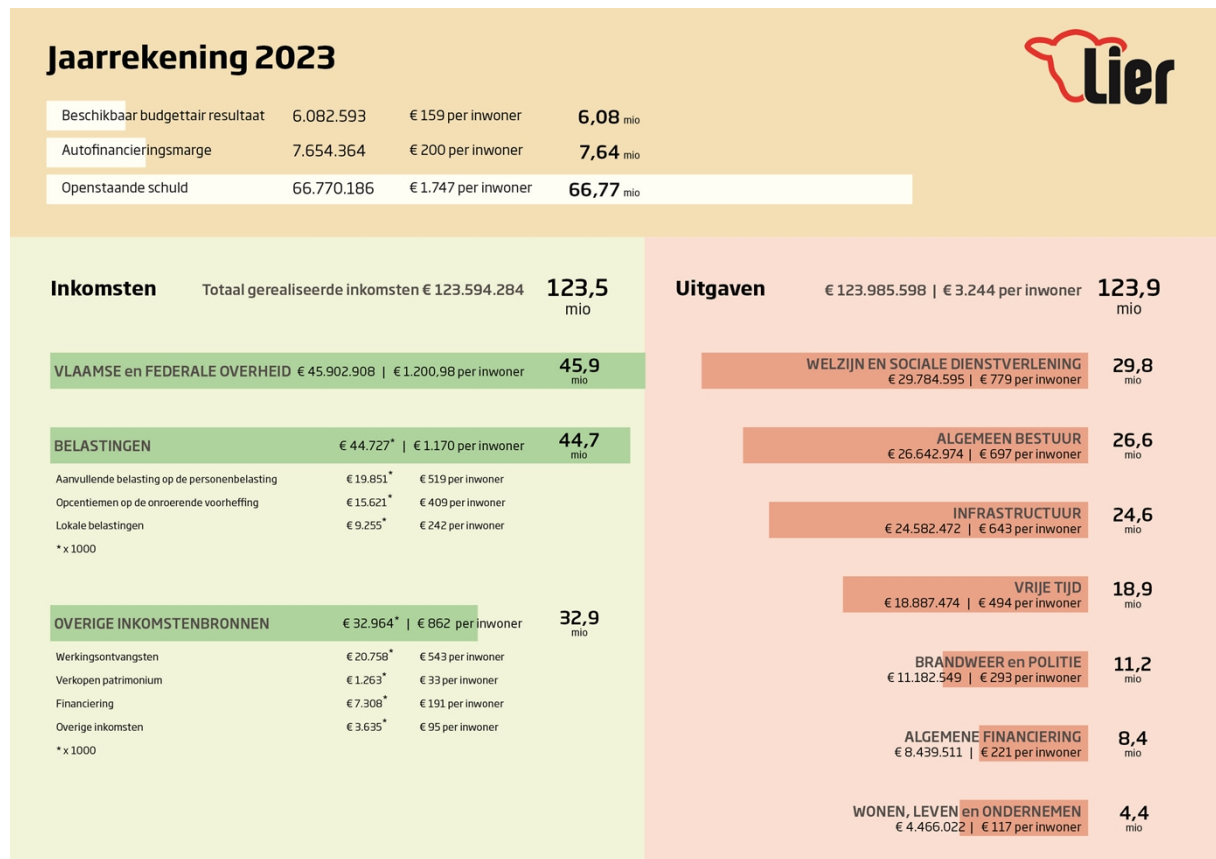 Jaarrekening 2023
Lier
Beschikbaar budgettair resultaat 6.082.593 € 159 per inwoner 6,08 mio
Autofinancieringsmarge 7.654.364 € 200 per inwoner 7,64 mio
Openstaande schuld 66.770.186 € 1.747 per inwoner 66,77 mio
Inkomsten Totaal gerealiseerde inkomsten € 123.594.284 123,5
mio
VLAAMSE en FEDERALE OVERHEID € 45.902.908 | € 1.200,98 per inwoner 45,9
mio
BELASTINGEN € 44.727* | € 1.170 per inwoner 44,7
mio
Aanvullende belasting op de personenbelasting € 19.851* € 519 per inwoner
Opcentiemen op de onroerende voorheffing € 15.621* € 409 per inwoner
Lokale belastingen € 9.255* € 242 per inwoner
* x 1000
OVERIGE INKOMSTENBRONNEN € 32.964* | € 862 per inwoner 32,9
mio
Werkingsontvangsten € 20.758* € 543 per inwoner
Verkopen patrimonium € 1.263* € 33 per inwoner
Financiering € 7.308* € 191 per inwoner
Overige inkomsten € 3.635* € 95 per inwoner
* x 1000
Uitgaven € 123.985.598 | € 3.244 per inwoner 123,9
mio
WELZIJN EN SOCIALE DIENSTVERLENING 29,8
€ 29.784.595 | € 779 per inwoner mio
ALGEMEEN BESTUUR 26,6
€ 26.642.974 | € 697 per inwoner mio
INFRASTRUCTUUR 24,6
€ 24.582.472 | € 643 per inwoner mio
VRIJE TIJD 18,9
€ 18.887.474 | € 494 per inwoner mio
BRANDWEER en POLITIE 11,2
€ 11.182.549 | € 293 per inwoner mio
ALGEMENE FINANCIERING 8,4
€ 8.439.511 | € 221 per inwoner mio
WONEN, LEVEN en ONDERNEMEN 4,4
€ 4.466.022 | € 117 per inwoner mio